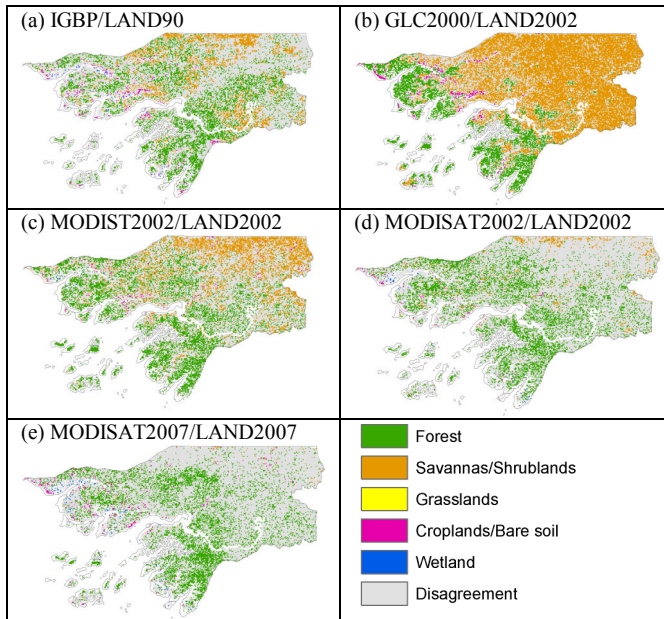 (a) IGBP/LAND90
(b) GLC2000/LAND2002
(c) MODIST2002/LAND2002
(d) MODISAT2002/LAND2002
(e) MODISAT2007/LAND2007
Forest
Savannas/Shrublands
Grasslands
Croplands/Bare soil
Wetland
Disagreement